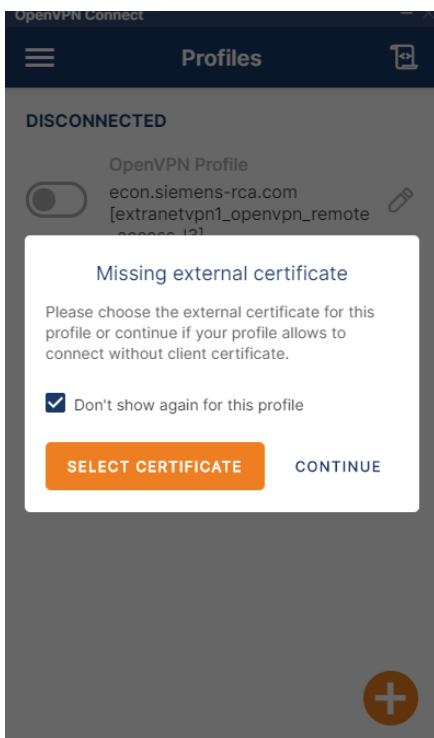 OpenVPN Connect
Profiles
DISCONNECTED
OpenVPN Profile
econ.siemens-rca.com
[extranetvpn1_openvpn_remote
Missing external certificate
Please choose the external certificate for this
profile or continue if your profile allows to
connect without client certificate.
Don't show again for this profile
SELECT CERTIFICATE
CONTINUE